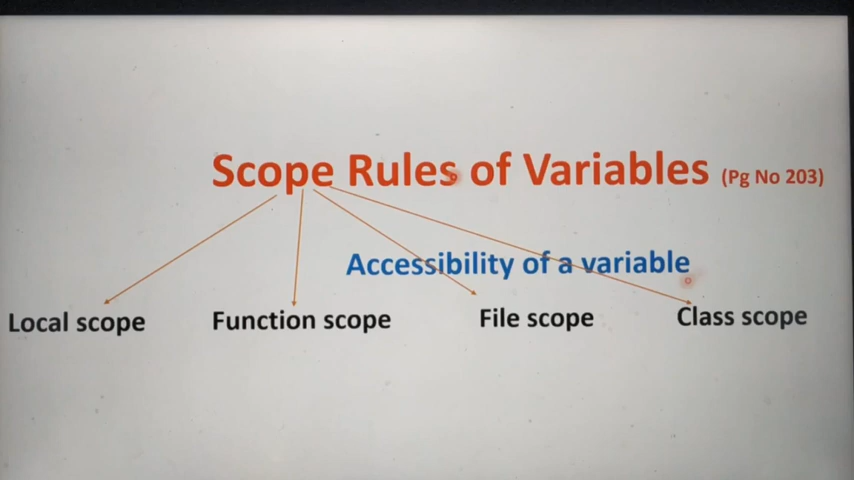 Scope Rules of Variables (Pg No 203)
Accessibility of a variable
Local scope
Function scope
File scope
Class scope